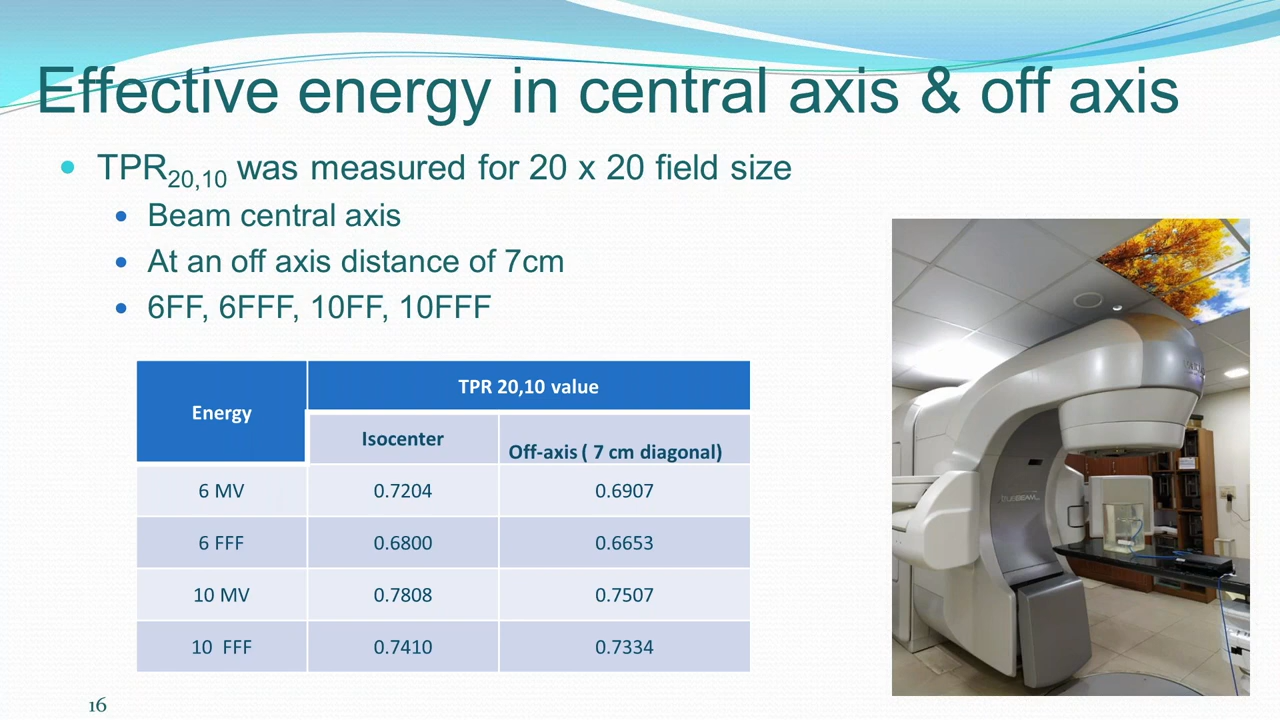 Effective energy in central axis & off axis
TPR20,10 was measured for 20 x 20 field size
Beam central axis
At an off axis distance of 7cm
6FF, 6FFF, 10FF, 10FFF
Energy
TPR 20,10 value
Isocenter
Off-axis ( 7 cm diagonal)
6 MV 0.7204 0.6907
6 FFF 0.6800 0.6653
10 MV 0.7808 0.7507
10 FFF 0.7410 0.7334
TRUEBEAM
16